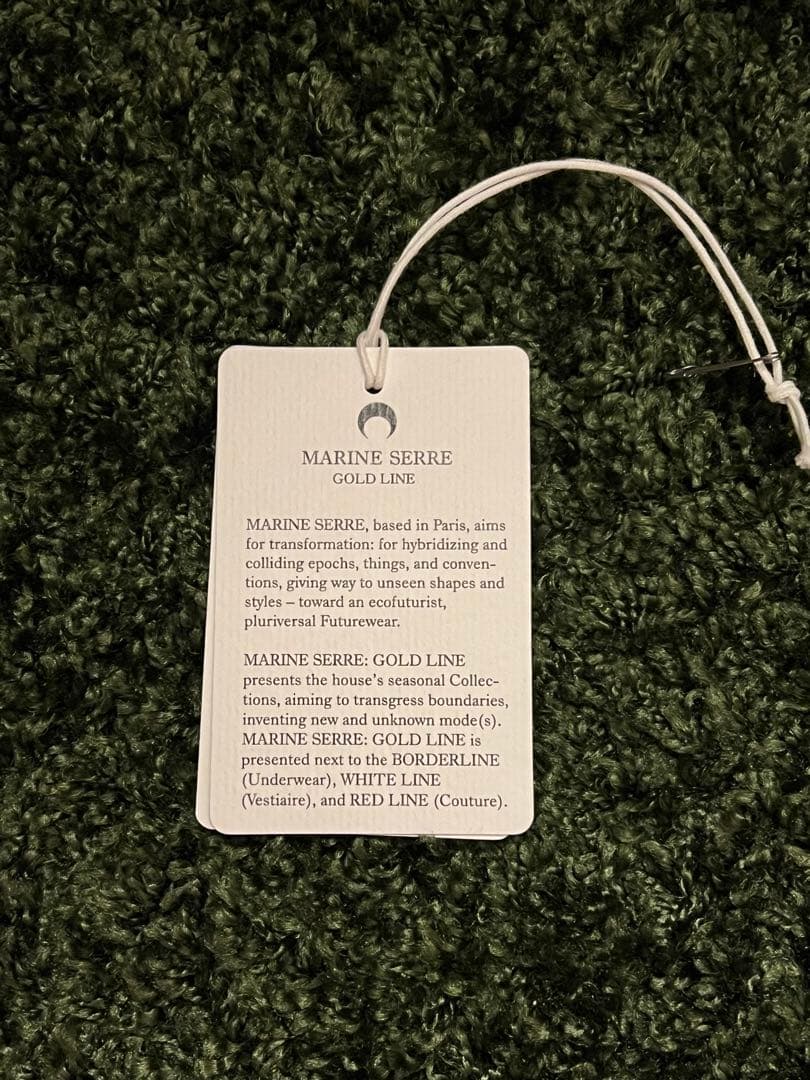 MARINE SERRE
GOLD LINE
MARINE SERRE, based in Paris, aims
for transformation: for hybridizing and
colliding epochs, things, and conven-
tions, giving way to unseen shapes and
styles – toward an ecofuturist,
pluriversal Futurewear.
MARINE SERRE: GOLD LINE
presents the house's seasonal Collec-
tions, aiming to transgress boundaries,
inventing new and unknown mode(s).
MARINE SERRE: GOLD LINE is
presented next to the BORDERLINE
(Underwear), WHITE LINE
(Vestiaire), and RED LINE (Couture).